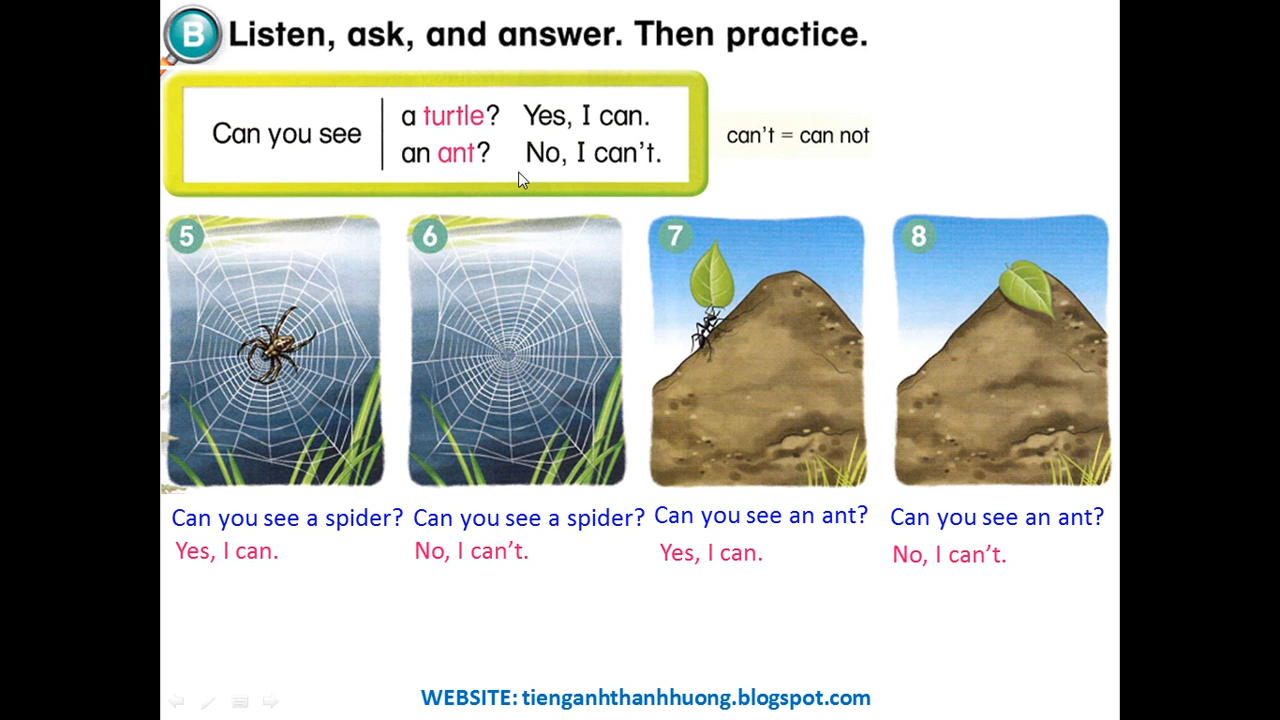 B Listen, ask, and answer. Then practice.
Can you see
a turtle? Yes, I can.
an ant? No, I can't.
can't = can not
5
6
7
8
Can you see a spider?
Yes, I can.
Can you see a spider?
No, I can't.
Can you see an ant?
Yes, I can.
Can you see an ant?
No, I can't.
WEBSITE: tienganhthanhhuong.blogspot.com